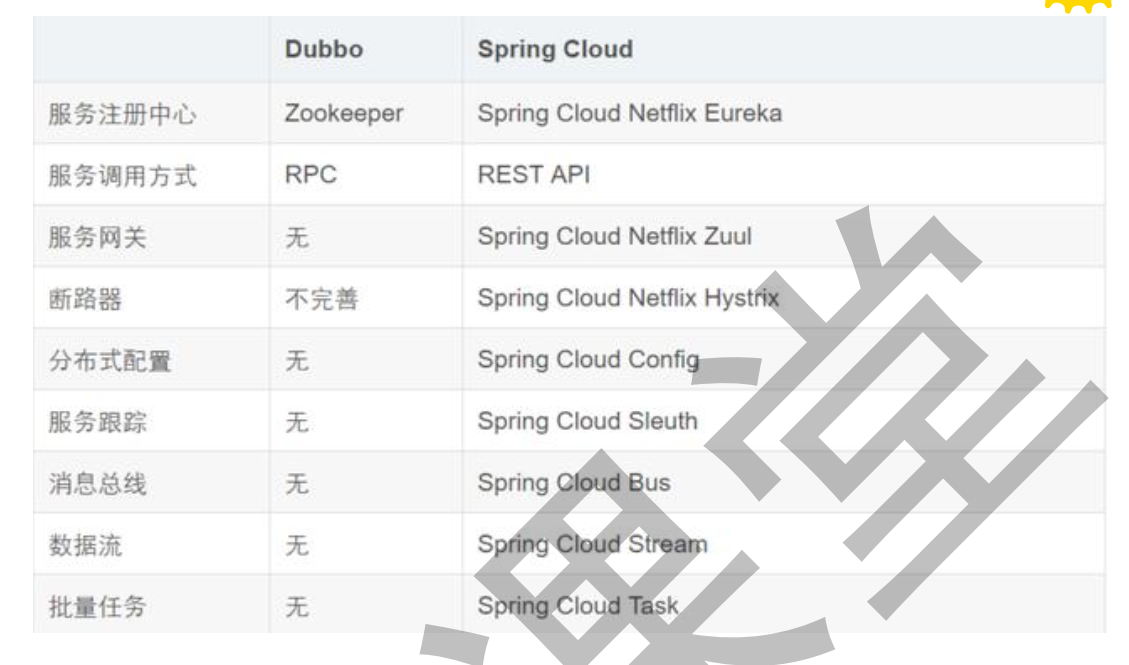 Dubbo Spring Cloud
服务注册中心 Zookeeper Spring Cloud Netflix Eureka
服务调用方式 RPC REST API
服务网关 无 Spring Cloud Netflix Zuul
断路器 不完善 Spring Cloud Netflix Hystrix
分布式配置 无 Spring Cloud Config
服务跟踪 无 Spring Cloud Sleuth
消息总线 无 Spring Cloud Bus
数据流 无 Spring Cloud Stream
批量任务 无 Spring Cloud Task
课堂